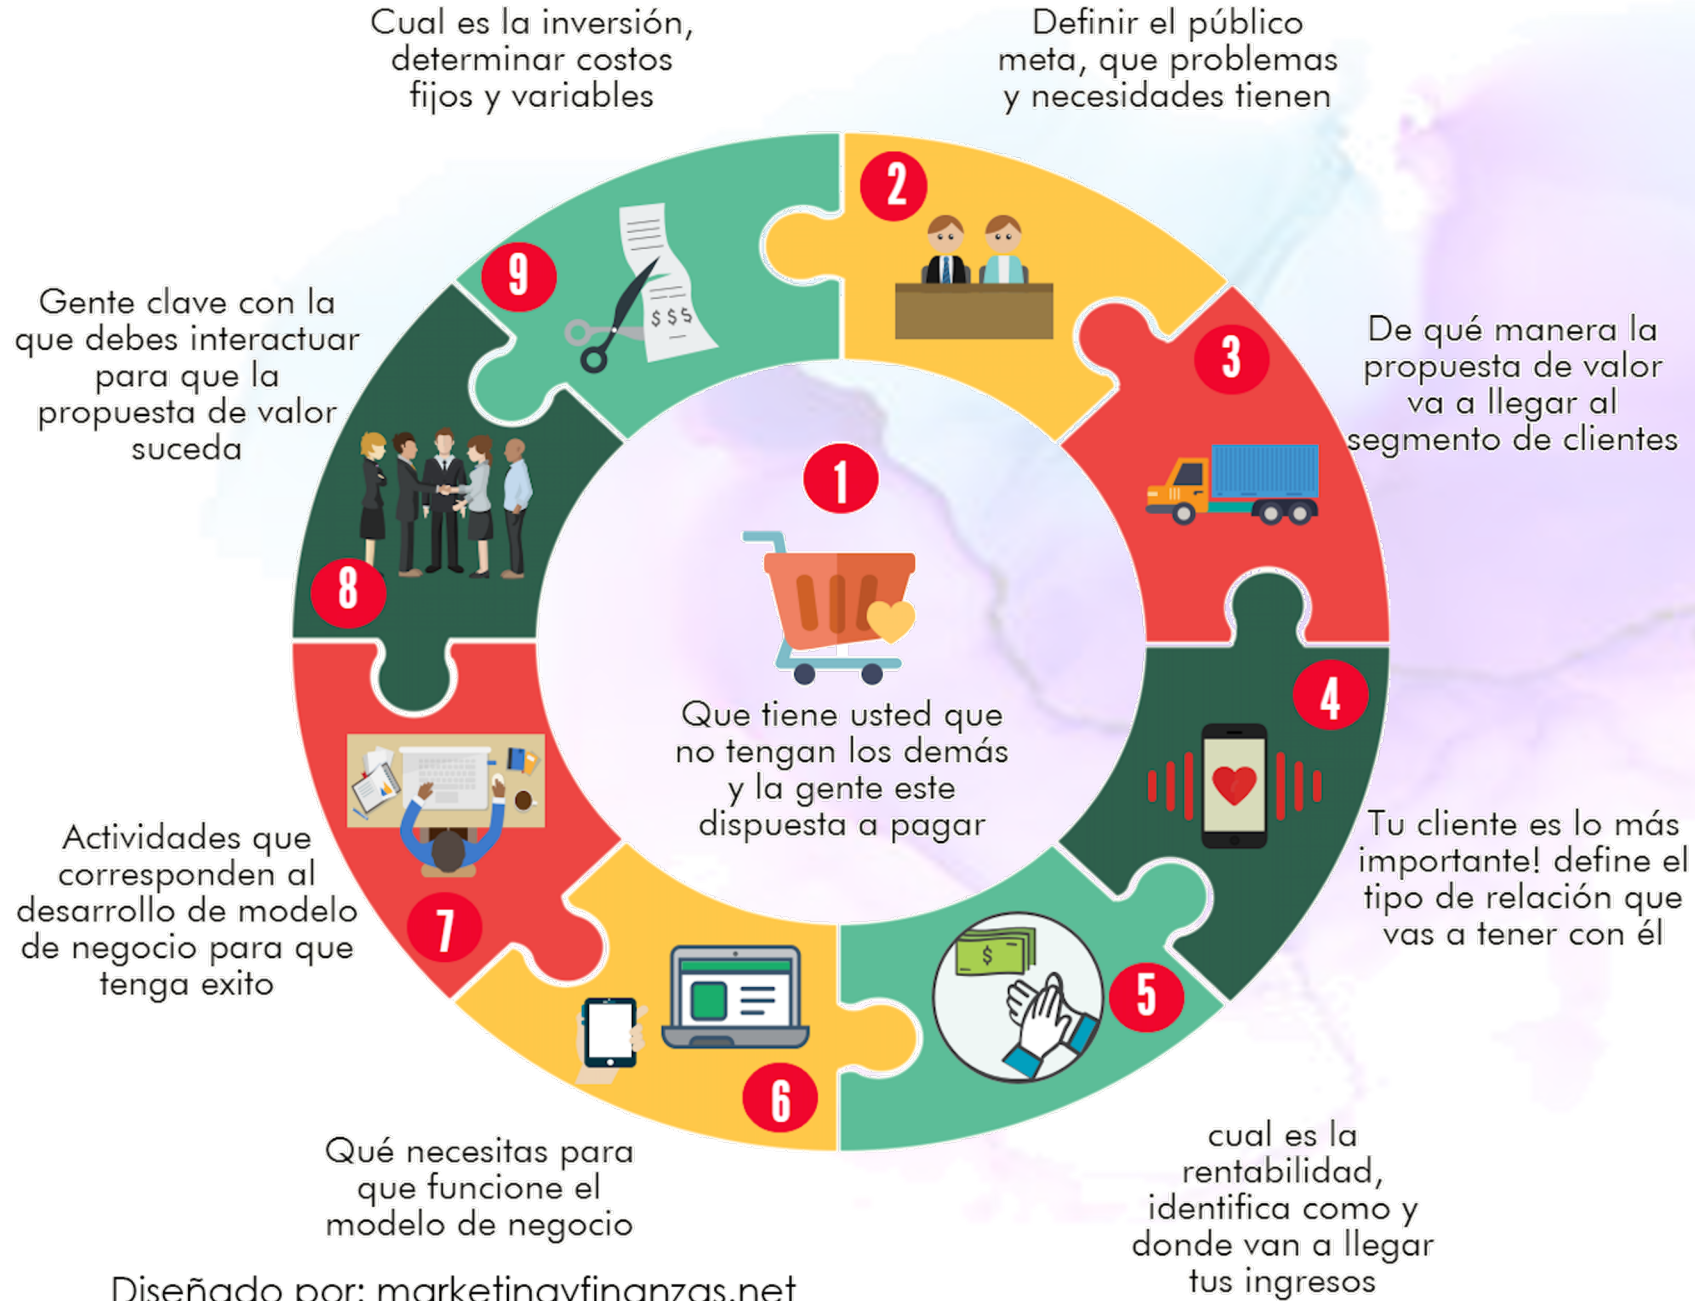 Cual es la inversión,
determinar costos
fijos y variables
Definir el público
meta, que problemas
y necesidades tienen
2
9
$ $ $
Gente clave con la
que debes interactuar
para que la
propuesta de valor
suceda
3
De qué manera la
propuesta de valor
va a llegar al
segmento de clientes
1
8
Que tiene usted que
no tengan los demás
y la gente este
dispuesta a pagar
4
Tu cliente es lo más
importante! define el
tipo de relación que
vas a tener con él
Actividades que
corresponden al
desarrollo de modelo
de negocio para que
tenga exito
7
$
5
6
Qué necesitas para
que funcione el
modelo de negocio
cual es la
rentabilidad,
identifica como y
donde van a llegar
tus ingresos
Diseñado por: marketingyfinanzas.net